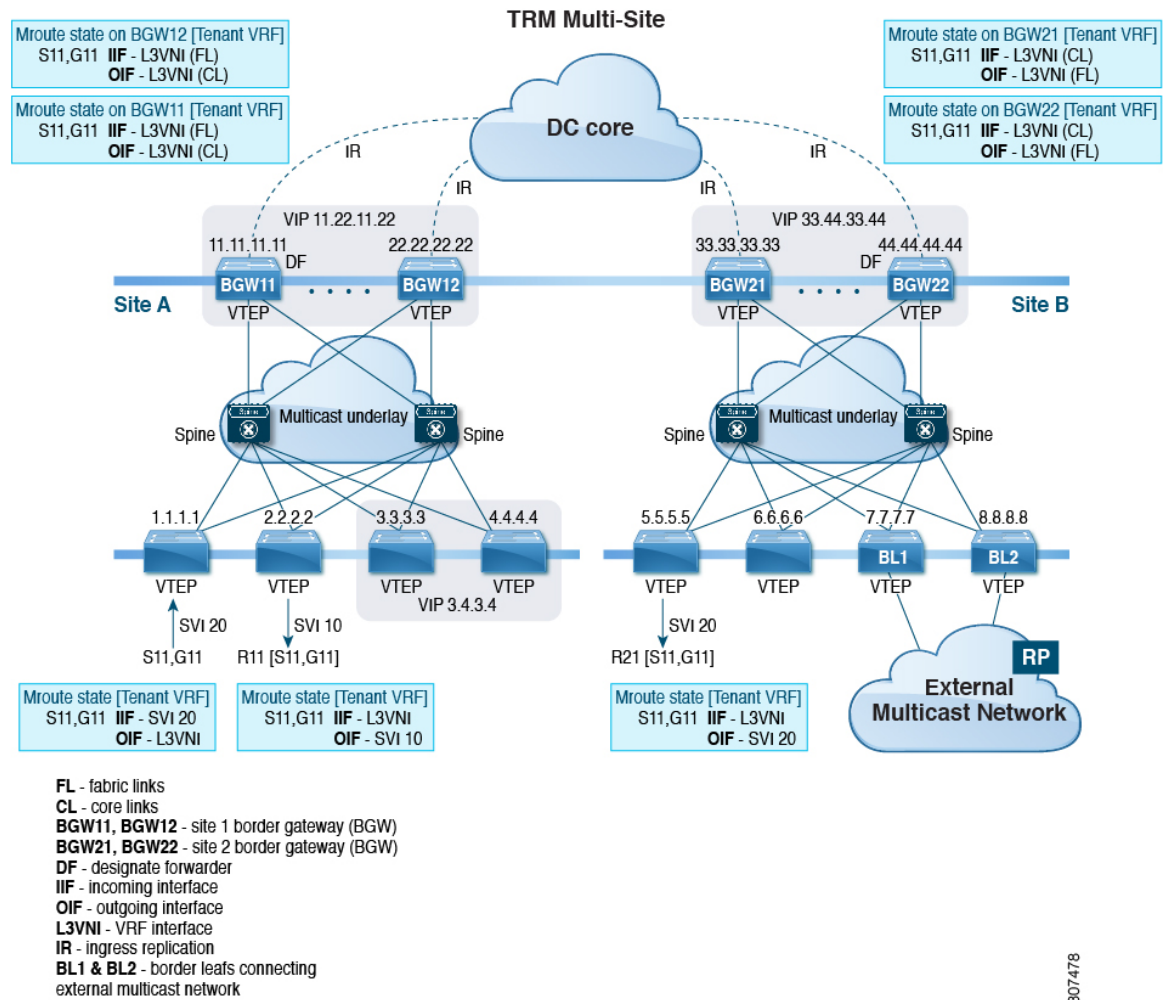 TRM Multi-Site
Mroute state on BGW12 [Tenant VRF]
S11,G11 IIF - L3VNI (FL)
OIF - L3VNI (CL)
Mroute state on BGW11 [Tenant VRF]
S11,G11 IIF - L3VNI (FL)
OIF - L3VNI (CL)
Mroute state on BGW21 [Tenant VRF]
S11,G11 IIF - L3VNI (CL)
OIF - L3VNI (FL)
Mroute state on BGW22 [Tenant VRF]
S11,G11 IIF - L3VNI (CL)
OIF - L3VNI (FL)
DC core
IR
IR
IR
IR
VIP 11.22.11.22
VIP 33.44.33.44
11.11.11.11
22.22.22.22
33.33.33.33
44.44.44.44
DF
DF
BGW11
BGW12
BGW21
BGW22
Site A
Site B
VTEP
VTEP
VTEP
VTEP
Multicast underlay
Multicast underlay
Spine
Spine
Spine
Spine
Spine
Spine
Spine
Spine
1.1.1.1
2.2.2.2
3.3.3.3
4.4.4.4
5.5.5.5
6.6.6.6
7.7.7.7
8.8.8.8
BL1
BL2
VTEP
VTEP
VTEP
VTEP
VTEP
VTEP
VTEP
VTEP
VIP 3.4.3.4
SVI 20
SVI 10
SVI 20
S11,G11
R11 [S11,G11]
R21 [S11,G11]
RP
External
Multicast Network
Mroute state [Tenant VRF]
S11,G11 IIF - SVI 20
OIF - L3VNI
Mroute state [Tenant VRF]
S11,G11 IIF - L3VNI
OIF - SVI 10
Mroute state [Tenant VRF]
S11,G11 IIF - L3VNI
OIF - SVI 20
FL - fabric links
CL - core links
BGW11, BGW12 - site 1 border gateway (BGW)
BGW21, BGW22 - site 2 border gateway (BGW)
DF - designate forwarder
IIF - incoming interface
OIF - outgoing interface
L3VNI - VRF interface
IR - ingress replication
BL1 & BL2 - border leafs connecting
external multicast network